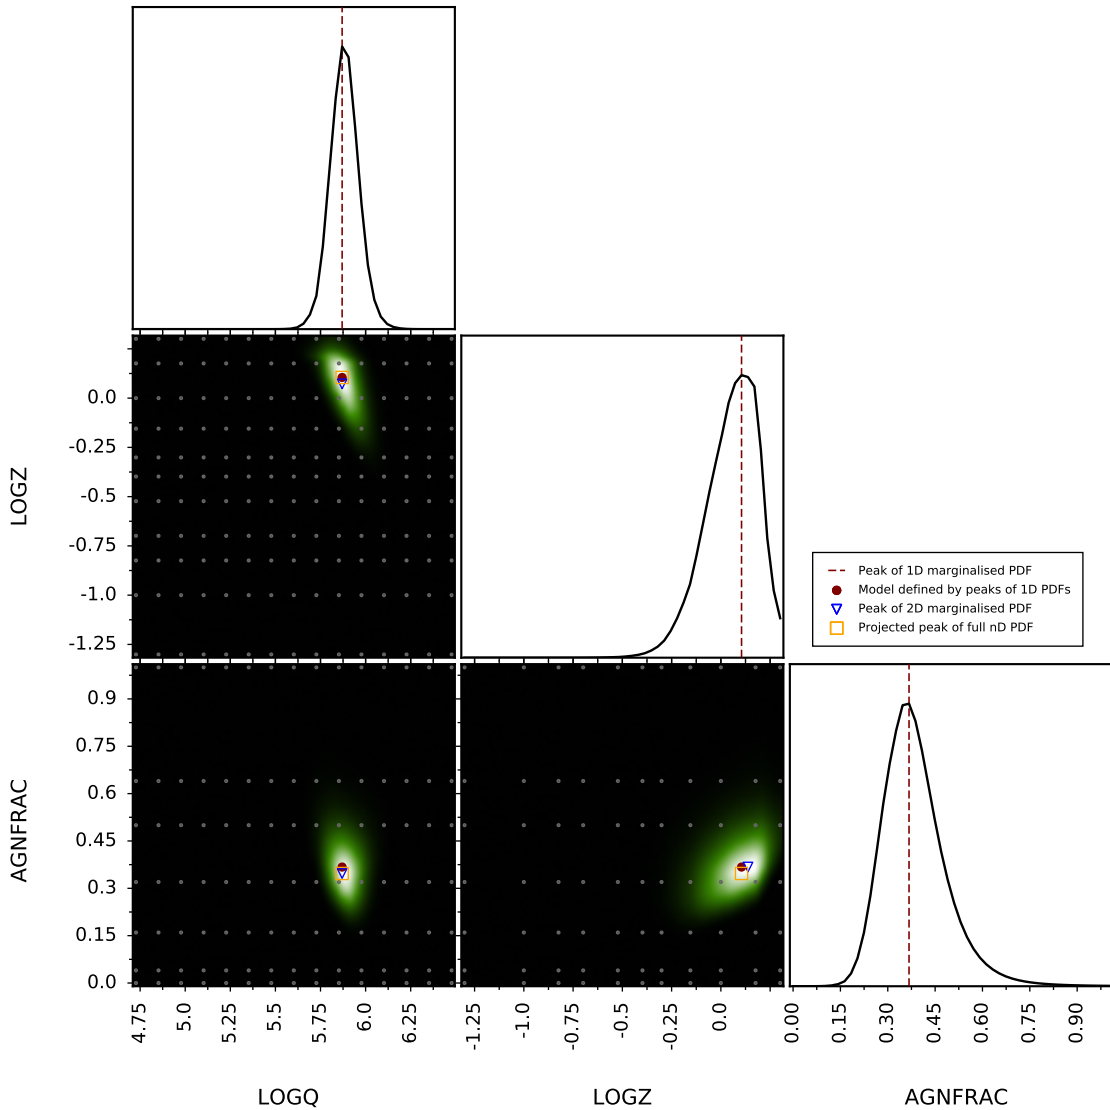 0.0
-0.25
-0.5
-0.75
-1.0
-1.25
LOGZ
Peak of 1D marginalised PDF
Model defined by peaks of 1D PDFs
Peak of 2D marginalised PDF
Projected peak of full nD PDF
0.9
0.75
0.6
0.45
0.3
0.15
0.0
AGNFRAC
4.75 5.0 5.25 5.5 5.75 6.0 6.25
-1.25 -1.0 -0.75 -0.5 -0.25 0.0
0.00 0.15 0.30 0.45 0.60 0.75 0.90
LOGQ LOGZ AGNFRAC